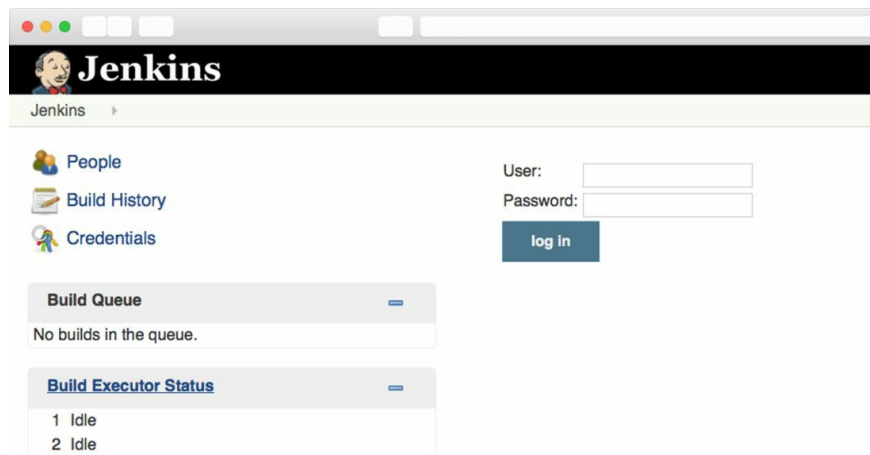 Jenkins
Jenkins
People
Build History
Credentials
User:
Password:
log in
Build Queue
No builds in the queue.
Build Executor Status
1 Idle
2 Idle